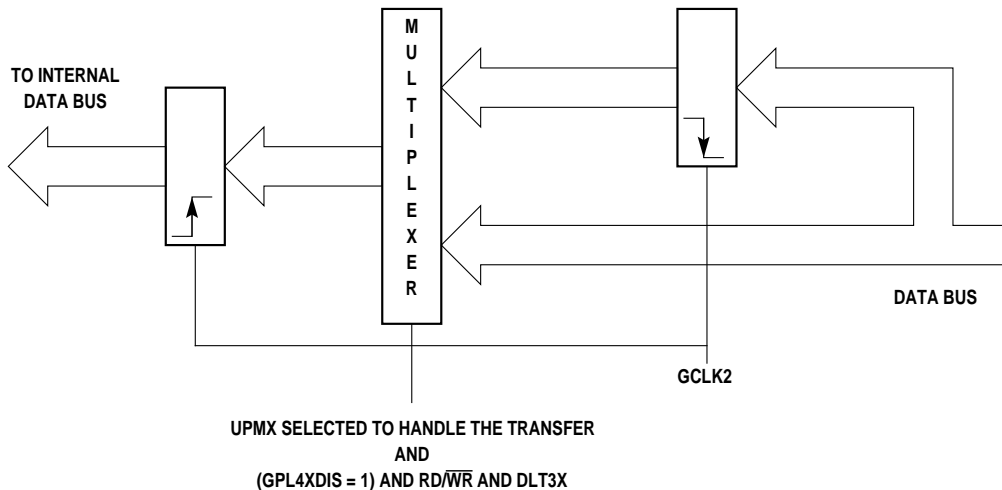 MULTIPLEXER
TO INTERNAL
DATA BUS
DATA BUS
GCLK2
UPMX SELECTED TO HANDLE THE TRANSFER
AND
(GPL4XDIS = 1) AND RD/W̅R̅ AND DLT3X